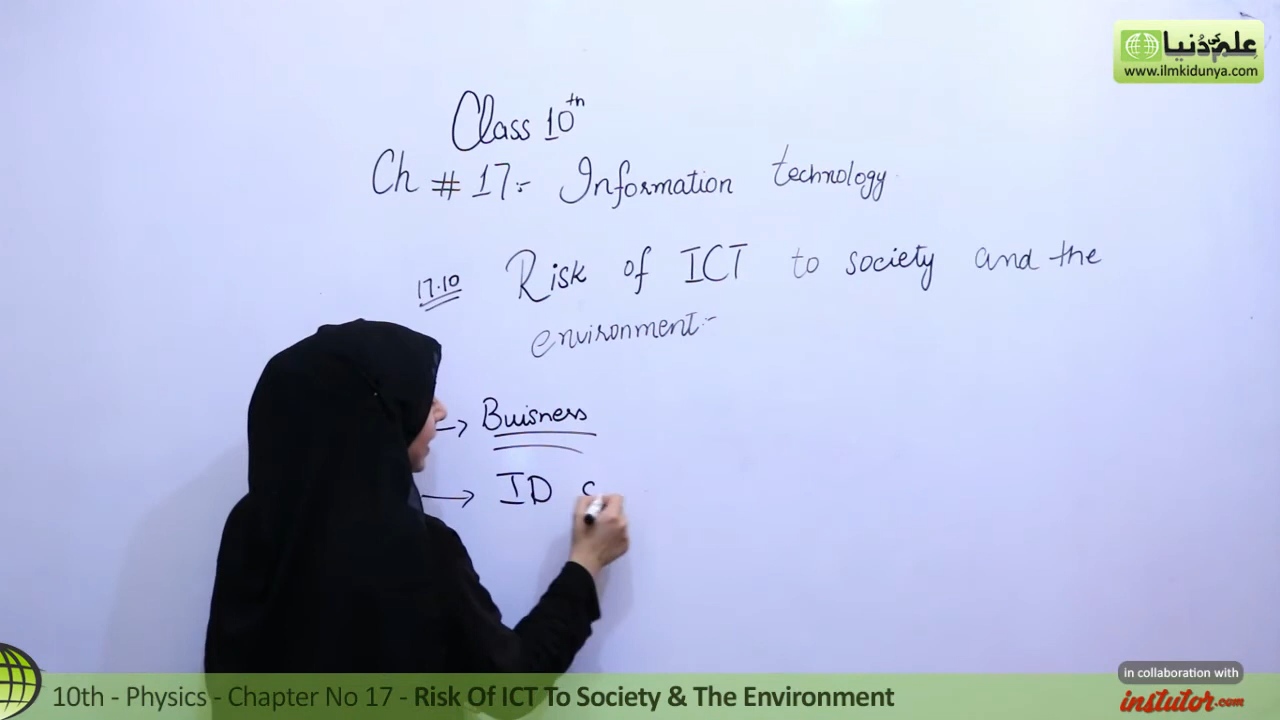 علم کی دُنیا
www.ilmkidunya.com
Class 10th
Ch # 17:- Information technology
17.10 Risk of ICT to society and the
environment:-
→ Buisness
→ ID
in collaboration with
instutor.com
10th - Physics - Chapter No 17 - Risk Of ICT To Society & The Environment